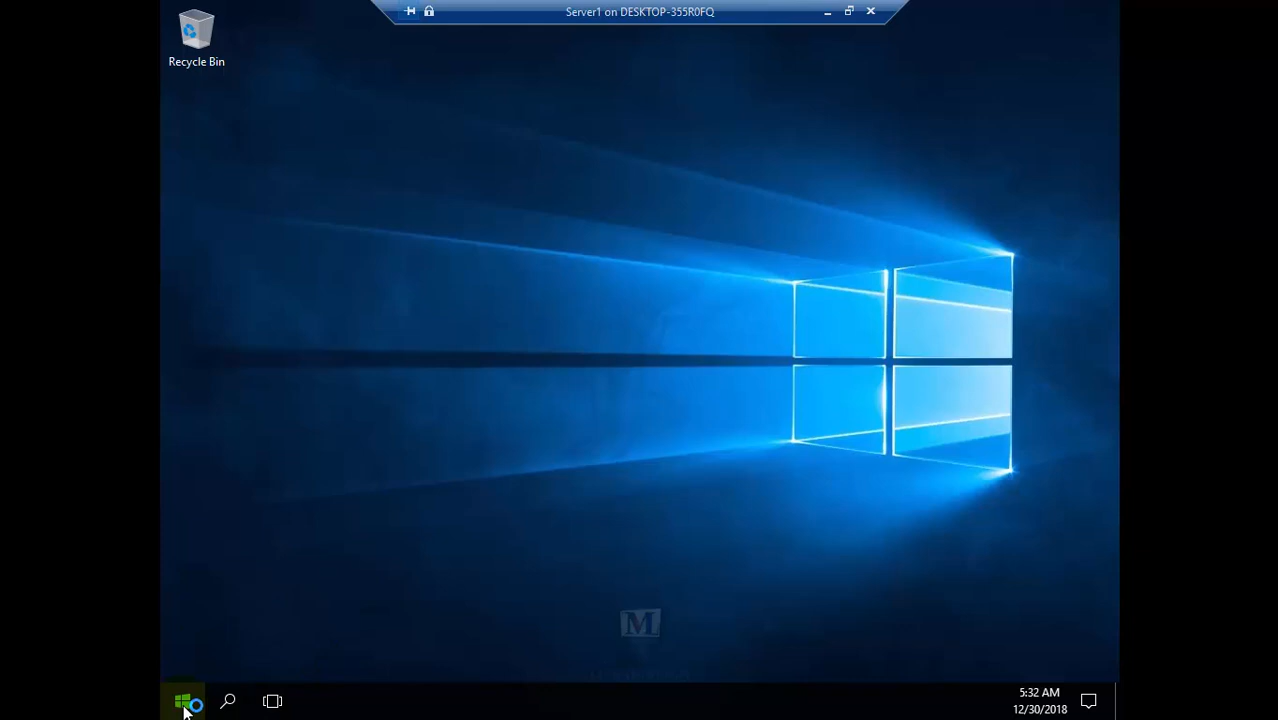 Server1 on DESKTOP-355R0FQ
Recycle Bin
M
5:32 AM
12/30/2018